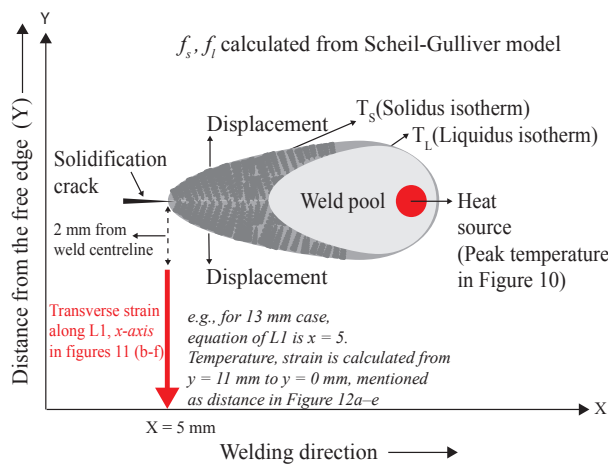 Y
f_s, f_l calculated from Scheil-Gulliver model
T_S(Solidus isotherm)
Displacement
T_L(Liquidus isotherm)
Solidification
crack
Weld pool
Heat
source
(Peak temperature
in Figure 10)
2 mm from
weld centreline
Displacement
Transverse strain
along L1, x-axis
in figures 11 (b-f)
e.g., for 13 mm case,
equation of L1 is x = 5.
Temperature, strain is calculated from
y = 11 mm to y = 0 mm, mentioned
as distance in Figure 12a–e
Distance from the free edge (Y)
X
X = 5 mm
Welding direction